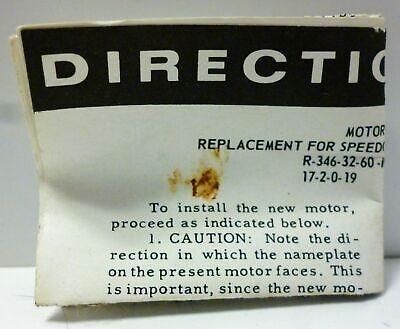 DIRECTIO
MOTOR
REPLACEMENT FOR SPEEDO
R-346-32-60-
17-2-0-19
To install the new motor,
proceed as indicated below.
1. CAUTION: Note the di-
rection in which the nameplate
on the present motor faces. This
is important, since the new mo-